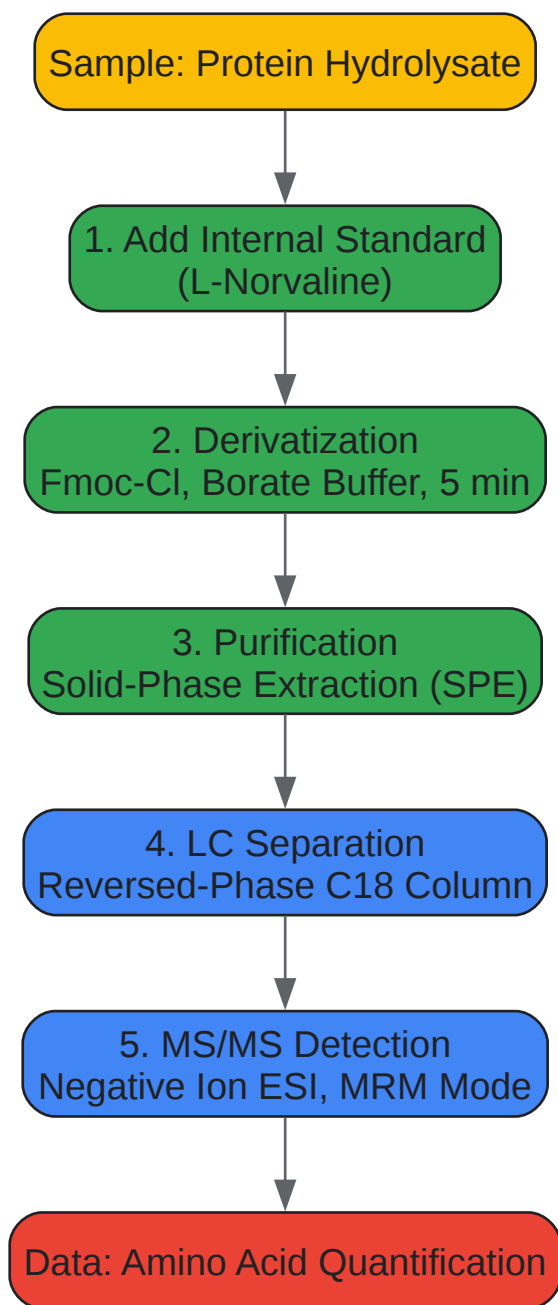 Sample: Protein Hydrolysate
1. Add Internal Standard
(L-Norvaline)
2. Derivatization
Fmoc-Cl, Borate Buffer, 5 min
3. Purification
Solid-Phase Extraction (SPE)
4. LC Separation
Reversed-Phase C18 Column
5. MS/MS Detection
Negative Ion ESI, MRM Mode
Data: Amino Acid Quantification